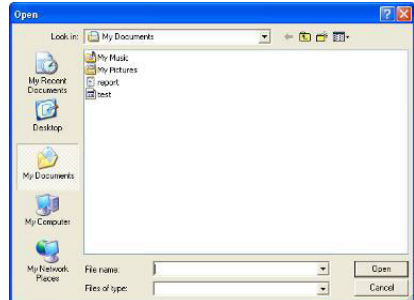 Open
Look in: My Documents
My Recent
Documents
Desktop
My Documents
My Computer
My Network
Places
My Music
My Pictures
report
test
File name:
Open
Files of type:
Cancel